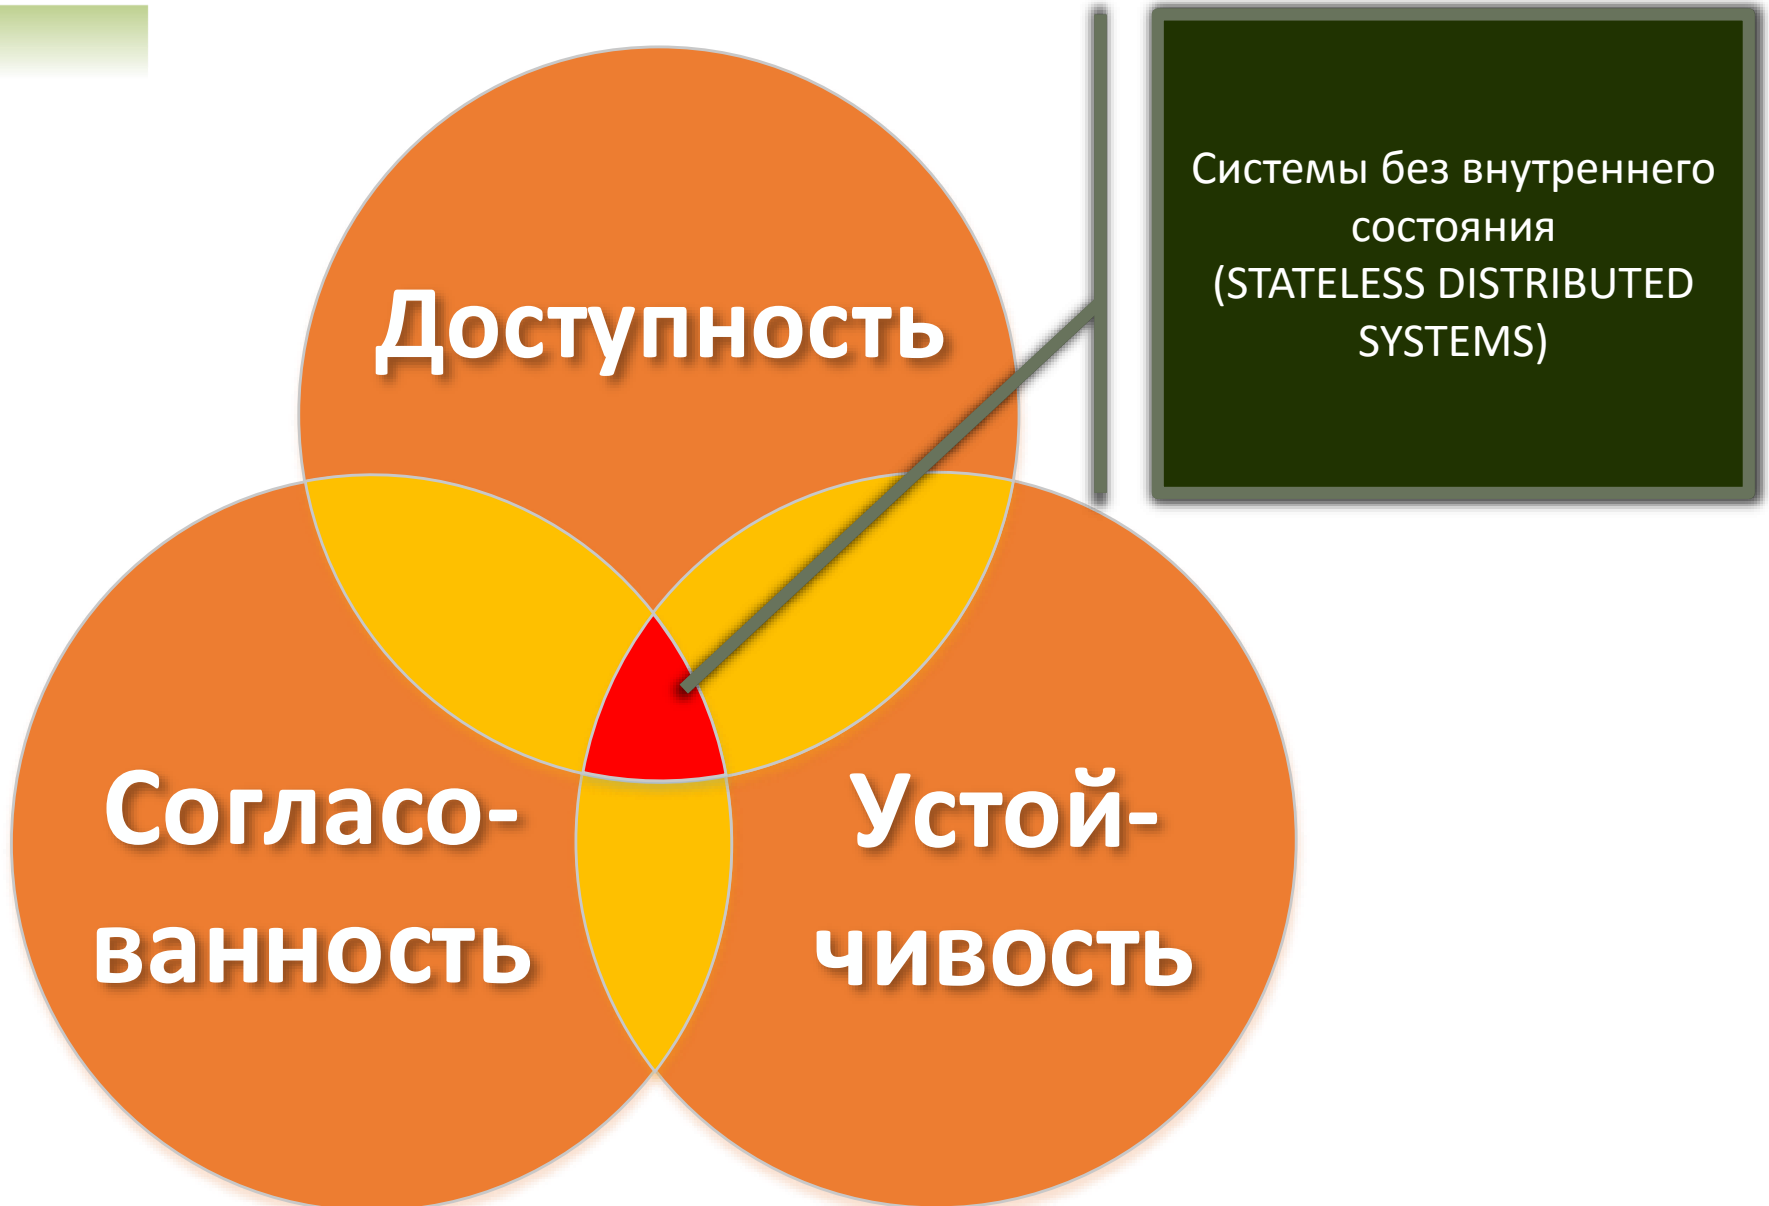 Системы без внутреннего
состояния
(STATELESS DISTRIBUTED
SYSTEMS)
Доступность
Согласо-
ванность
Устой-
чивость